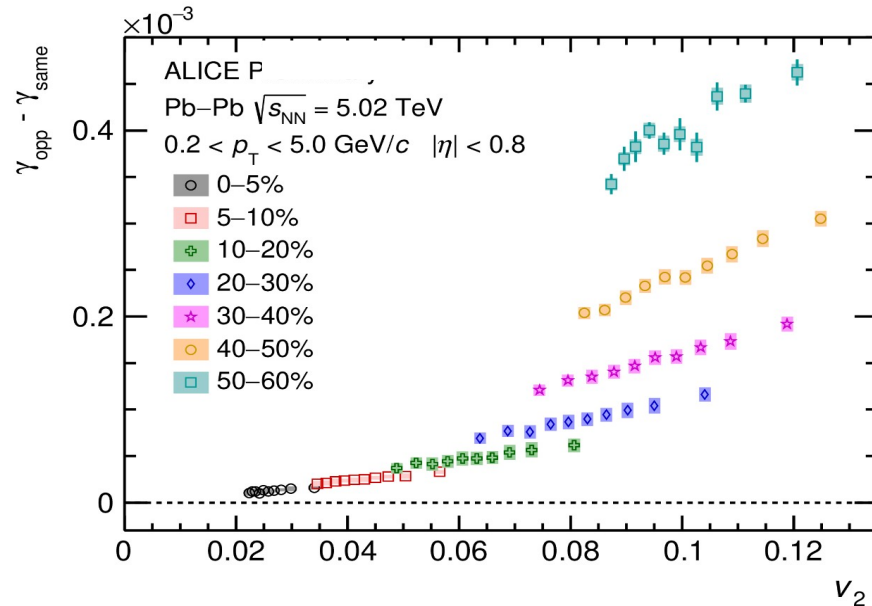 ×10⁻³
γopp - γsame
ALICE
Pb–Pb √sNN = 5.02 TeV
0.2 < pT < 5.0 GeV/c |η| < 0.8
0–5%
5–10%
10–20%
20–30%
30–40%
40–50%
50–60%
0.4
0.2
0
0 0.02 0.04 0.06 0.08 0.1 0.12
v2